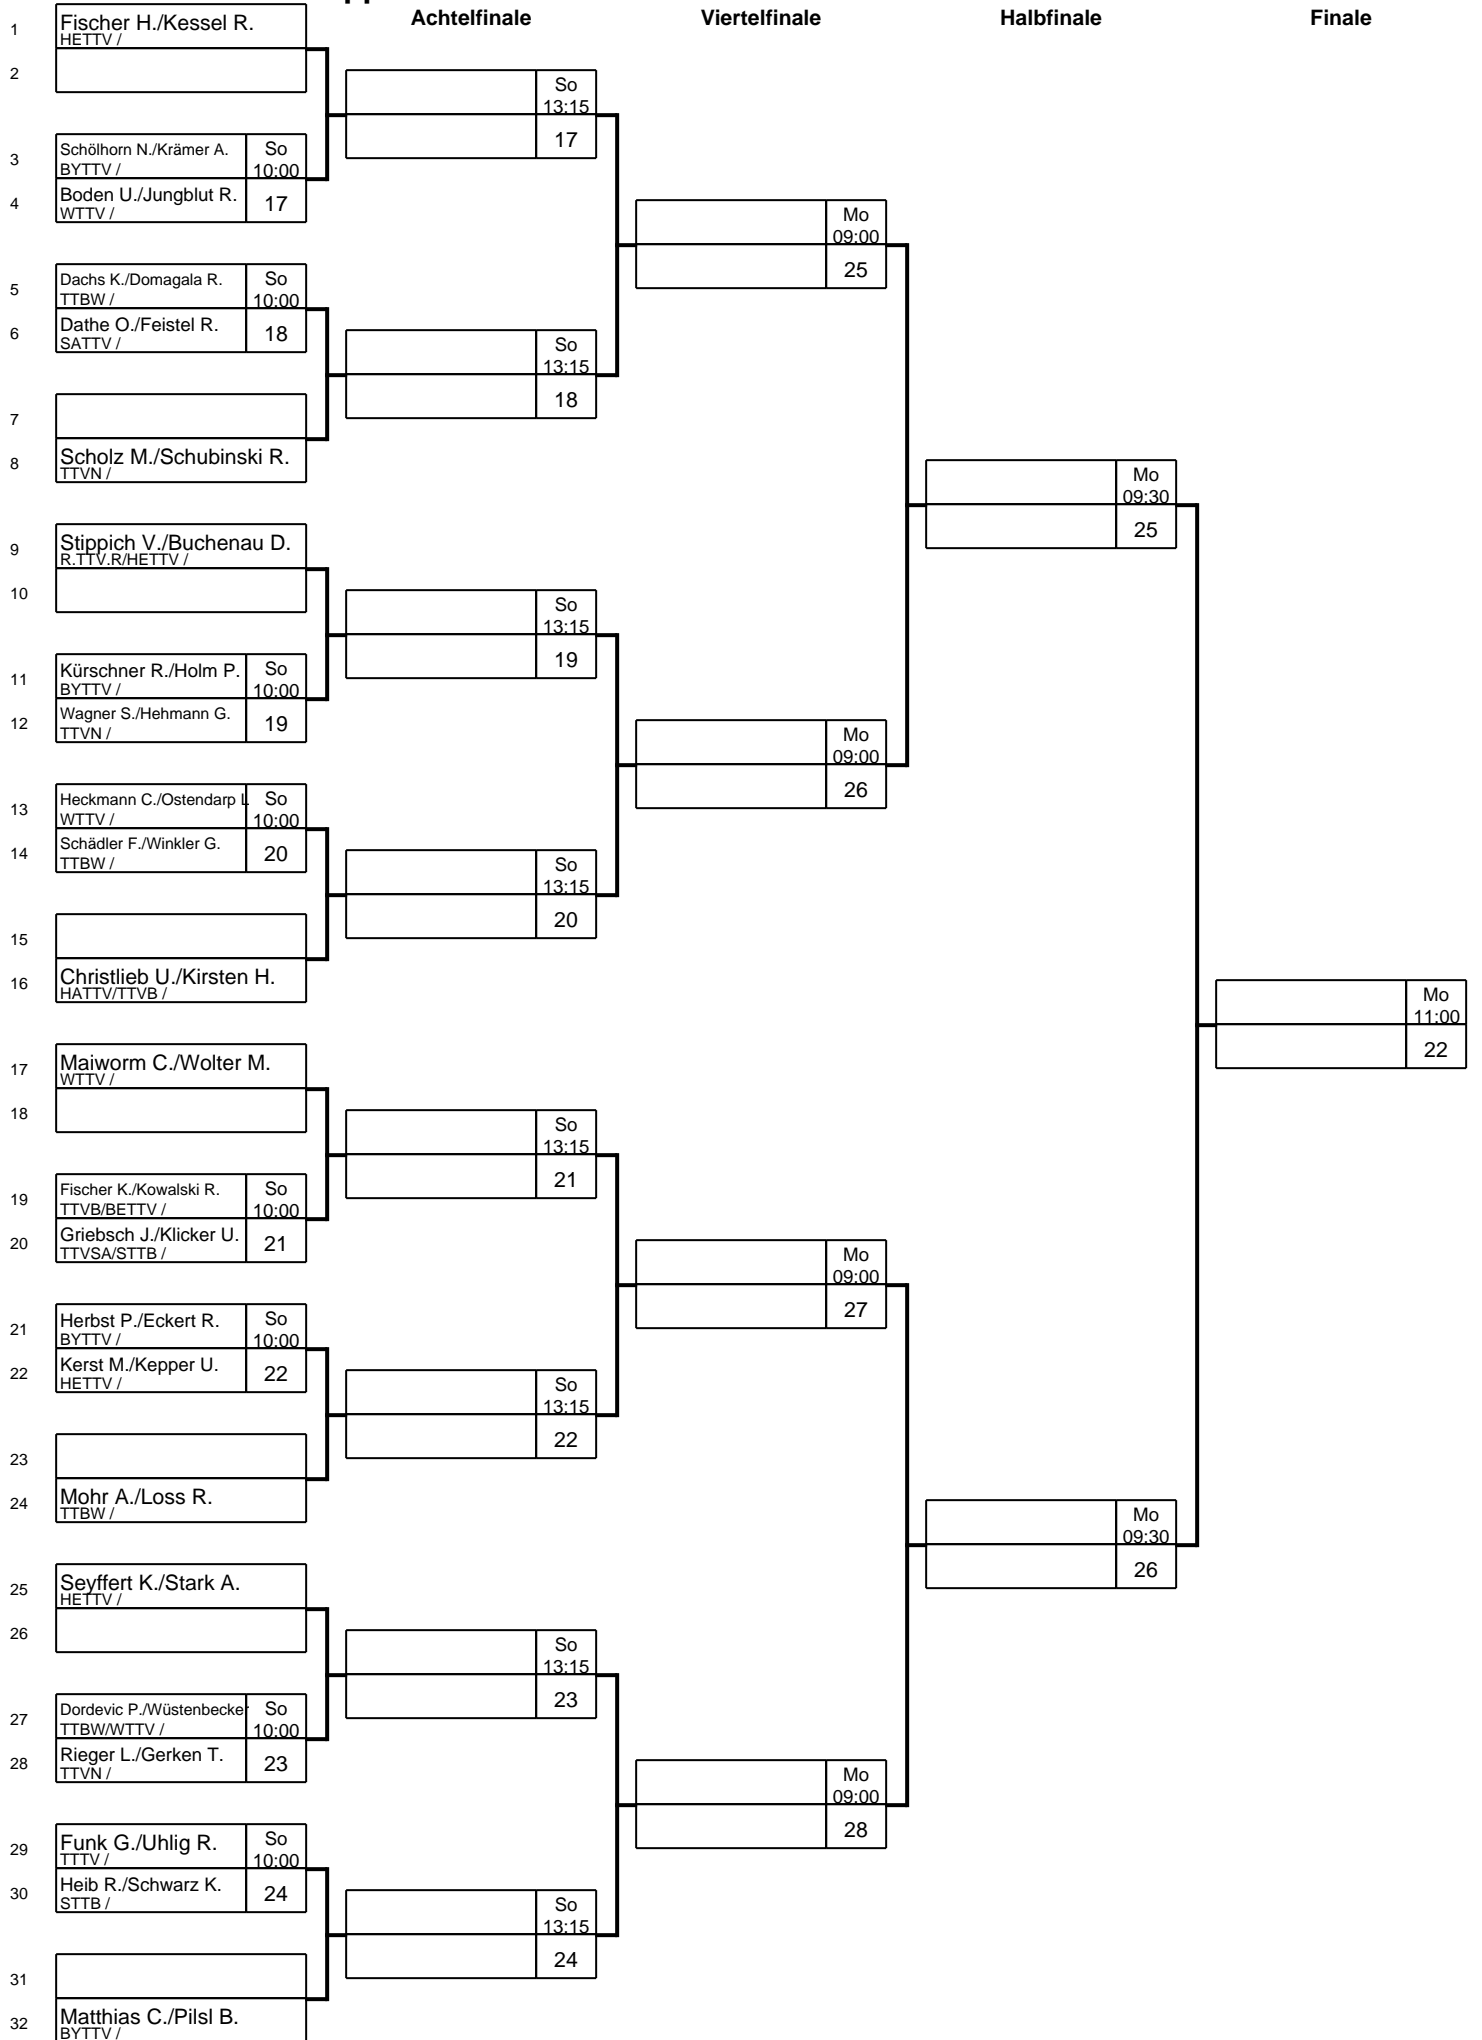 Achtelfinale Viertelfinale Halbfinale Finale
1 Fischer H./Kessel R.
HETTV /
2
So
13:15
17
3 Schölhorn N./Krämer A. So
BYTTV / 10:00
4 Boden U./Jungblut R. 17
WTTV /
Mo
09:00
25
5 Dachs K./Domagala R. So
TTBW / 10:00
6 Dathe O./Feistel R. 18
SATTV /
So
13:15
18
7
8 Scholz M./Schubinski R.
TTVN /
Mo
09:30
25
9 Stippich V./Buchenau D.
R.TTV.R/HETTV /
10
So
13:15
19
11 Kürschner R./Holm P. So
BYTTV / 10:00
12 Wagner S./Hehmann G. 19
TTVN /
Mo
09:00
26
13 Heckmann C./Ostendarp So
WTTV / 10:00
14 Schädler F./Winkler G. 20
TTBW /
So
13:15
20
15
16 Christlieb U./Kirsten H.
HATTV/TTVB /
Mo
11:00
22
17 Maiworm C./Wolter M.
WTTV /
18
So
13:15
21
19 Fischer K./Kowalski R. So
TTVB/BETTV / 10:00
20 Griebsch J./Klicker U. 21
TTVSA/STTB /
Mo
09:00
27
21 Herbst P./Eckert R. So
BYTTV / 10:00
22 Kerst M./Kepper U. 22
HETTV /
So
13:15
22
23
24 Mohr A./Loss R.
TTBW /
Mo
09:30
26
25 Seyffert K./Stark A.
HETTV /
26
So
13:15
23
27 Dordevic P./Wüstenbecker So
TTBW/WTTV / 10:00
28 Rieger L./Gerken T. 23
TTVN /
Mo
09:00
28
29 Funk G./Uhlig R. So
TTTV / 10:00
30 Heib R./Schwarz K. 24
STTB /
So
13:15
24
31
32 Matthias C./Pilsl B.
BYTTV /